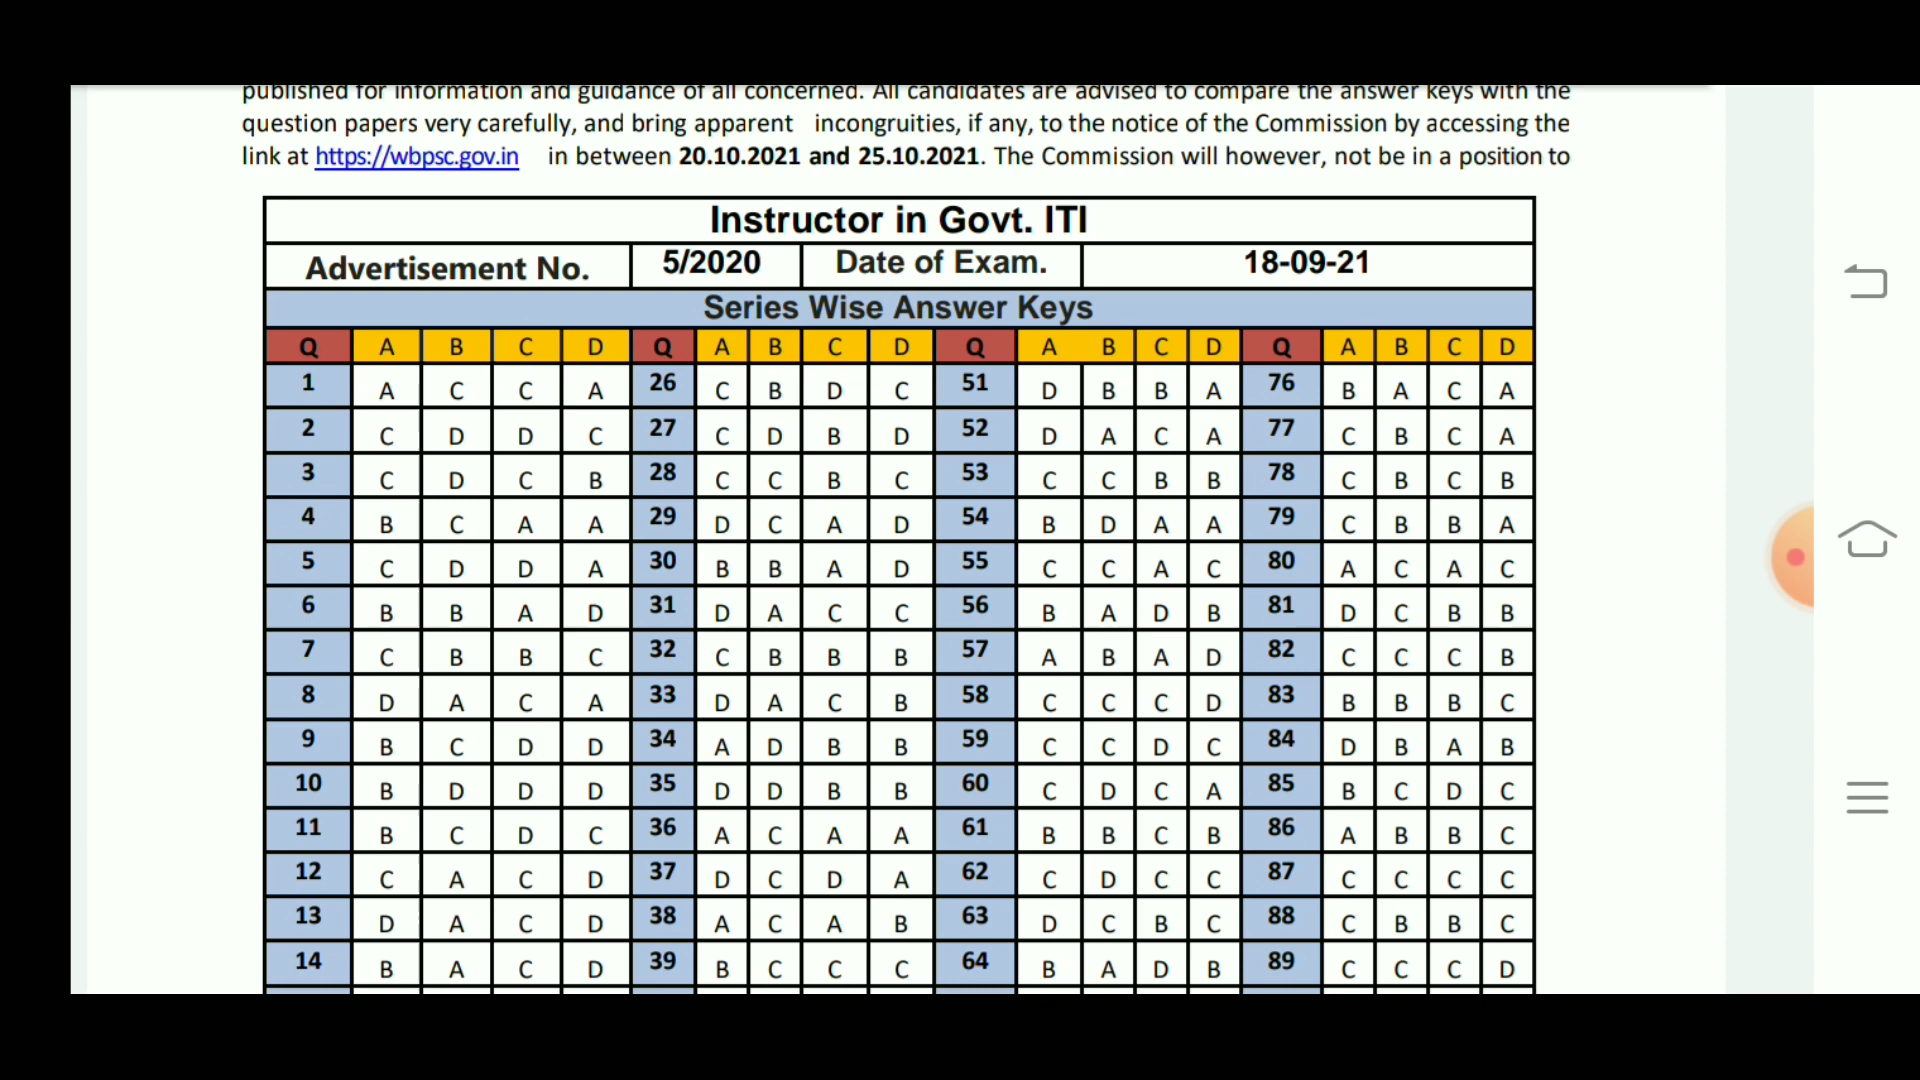 published for information and guidance of all concerned. All candidates are advised to compare the answer keys with the
question papers very carefully, and bring apparent incongruities, if any, to the notice of the Commission by accessing the
link at https://wbpsc.gov.in in between 20.10.2021 and 25.10.2021. The Commission will however, not be in a position to
Instructor in Govt. ITI
Advertisement No. 5/2020 Date of Exam. 18-09-21
Series Wise Answer Keys
Q A B C D Q A B C D Q A B C D Q A B C D
1 A C C A 26 C B D C 51 D B B A 76 B A C A
2 C D D C 27 C D B D 52 D A C A 77 C B C A
3 C D C B 28 C C B C 53 C C B B 78 C B C B
4 B C A A 29 D C A D 54 B D A A 79 C B B A
5 C D D A 30 B B A D 55 C C A C 80 A C A C
6 B B A D 31 D A C C 56 B A D B 81 D C B B
7 C B B C 32 C B B B 57 A B A D 82 C C C B
8 D A C A 33 D A C B 58 C C C D 83 B B B C
9 B C D D 34 A D B B 59 C C D C 84 D B A B
10 B D D D 35 D D B B 60 C D C A 85 B C D C
11 B C D C 36 A C A A 61 B B C B 86 A B B C
12 C A C D 37 D C D A 62 C D C C 87 C C C C
13 D A C D 38 A C A B 63 D C B C 88 C B B C
14 B A C D 39 B C C C 64 B A D B 89 C C C D